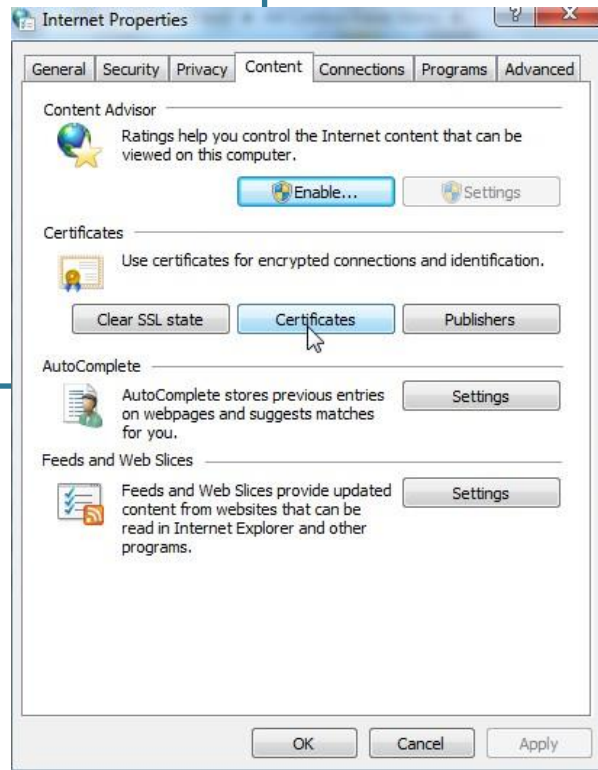 Internet Properties
General Security Privacy Content Connections Programs Advanced
Content Advisor
Ratings help you control the Internet content that can be
viewed on this computer.
Enable... Settings
Certificates
Use certificates for encrypted connections and identification.
Clear SSL state Certificates Publishers
AutoComplete
AutoComplete stores previous entries
on webpages and suggests matches
for you.
Settings
Feeds and Web Slices
Feeds and Web Slices provide updated
content from websites that can be
read in Internet Explorer and other
programs.
Settings
OK Cancel Apply